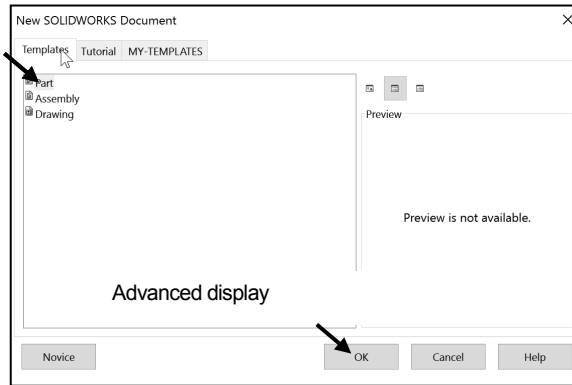 New SOLIDWORKS Document
Templates Tutorial MY-TEMPLATES
Part
Assembly
Drawing
Preview
Preview is not available.
Advanced display
Novice OK Cancel Help